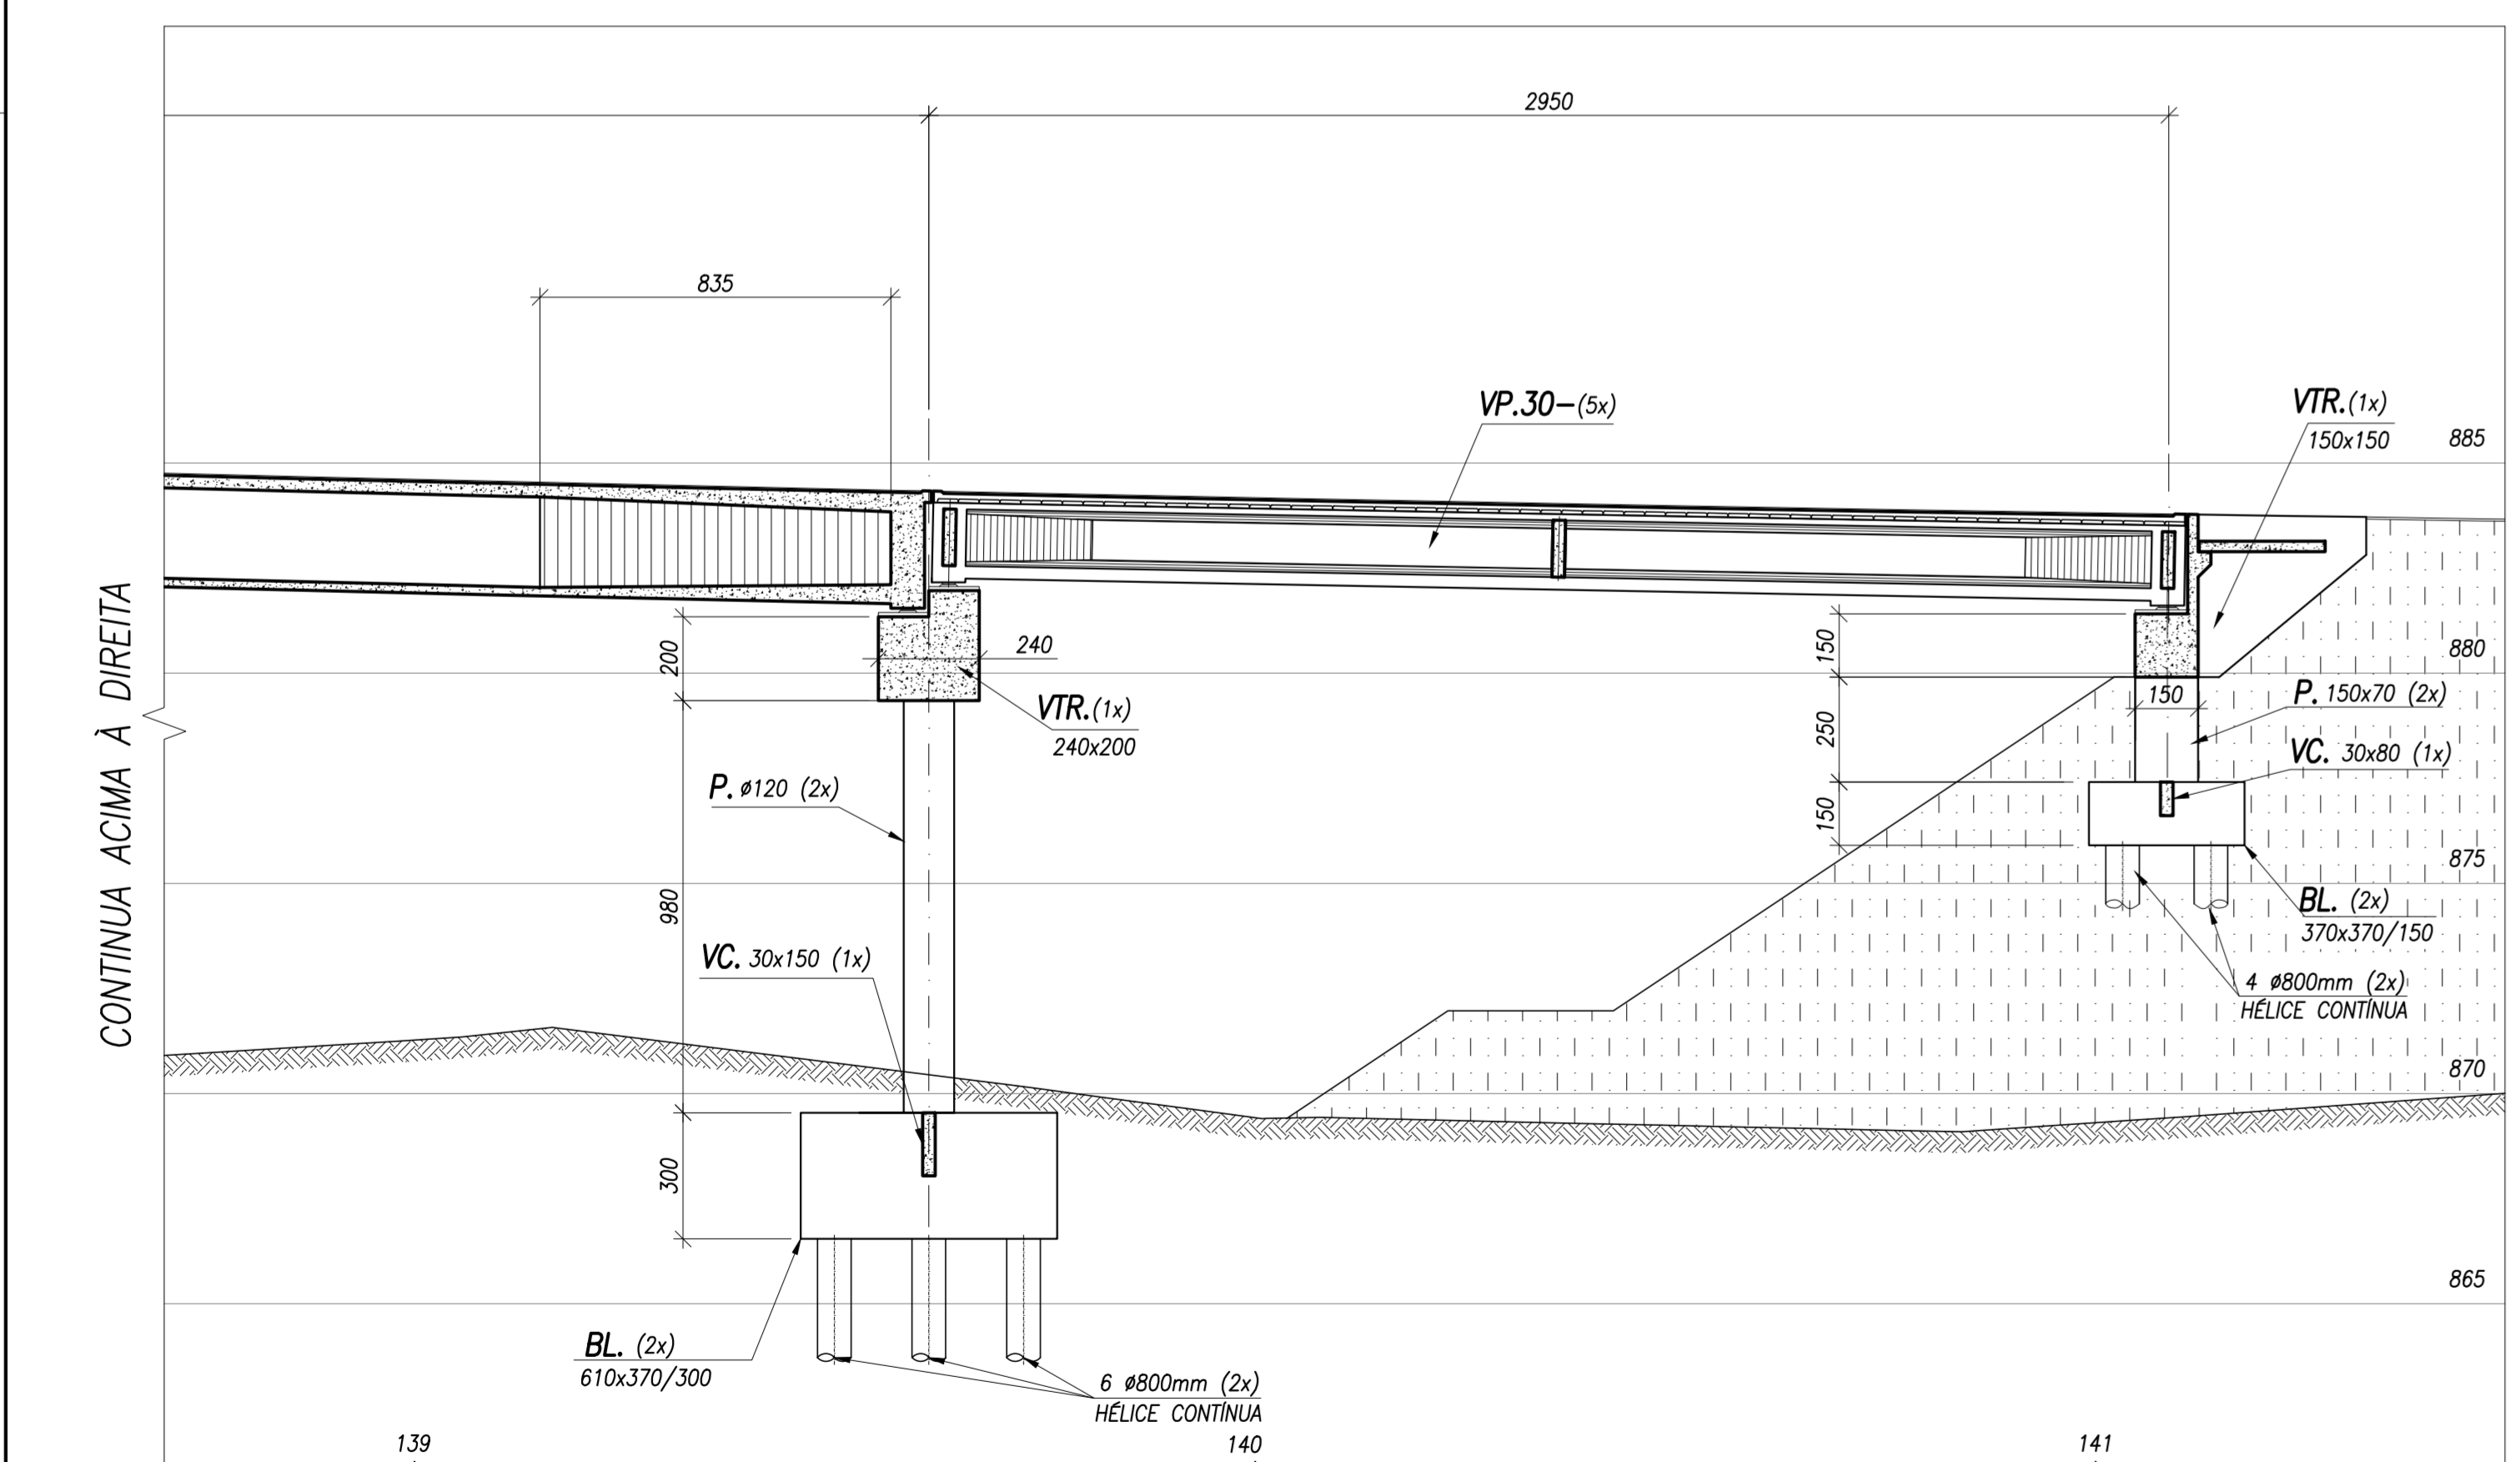 2950
835
VP.30-(5x)
VTR.(1x)
150x150
885
CONTINUA ACIMA À DIREITA
200
240
150
880
VTR.(1x)
240x200
150
P. 150x70 (2x)
250
VC. 30x80 (1x)
P. ø120 (2x)
150
875
980
BL. (2x)
370x370/150
VC. 30x150 (1x)
4 ø800mm (2x)
HÉLICE CONTÍNUA
870
300
865
BL. (2x)
610x370/300
6 ø800mm (2x)
HÉLICE CONTÍNUA
139
140
141